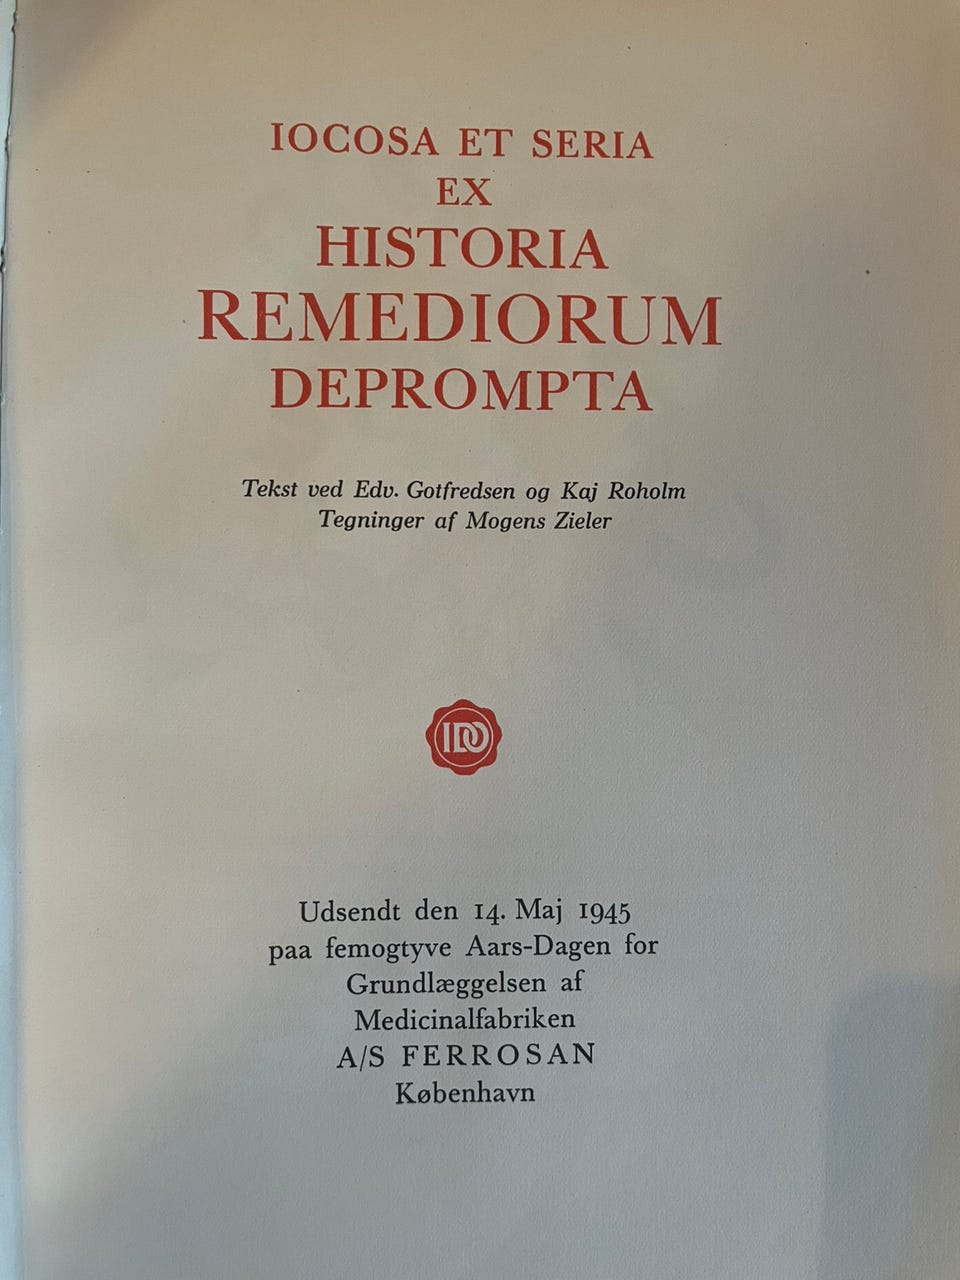 IOCOSA ET SERIA
EX
HISTORIA
REMEDIORUM
DEPROMPTA
Tekst ved Edv. Gotfredsen og Kaj Roholm
Tegninger af Mogens Zieler
IDO
Udsendt den 14. Maj 1945
paa femogtyve Aars-Dagen for
Grundlæggelsen af
Medicinalfabriken
A/S FERROSAN
København